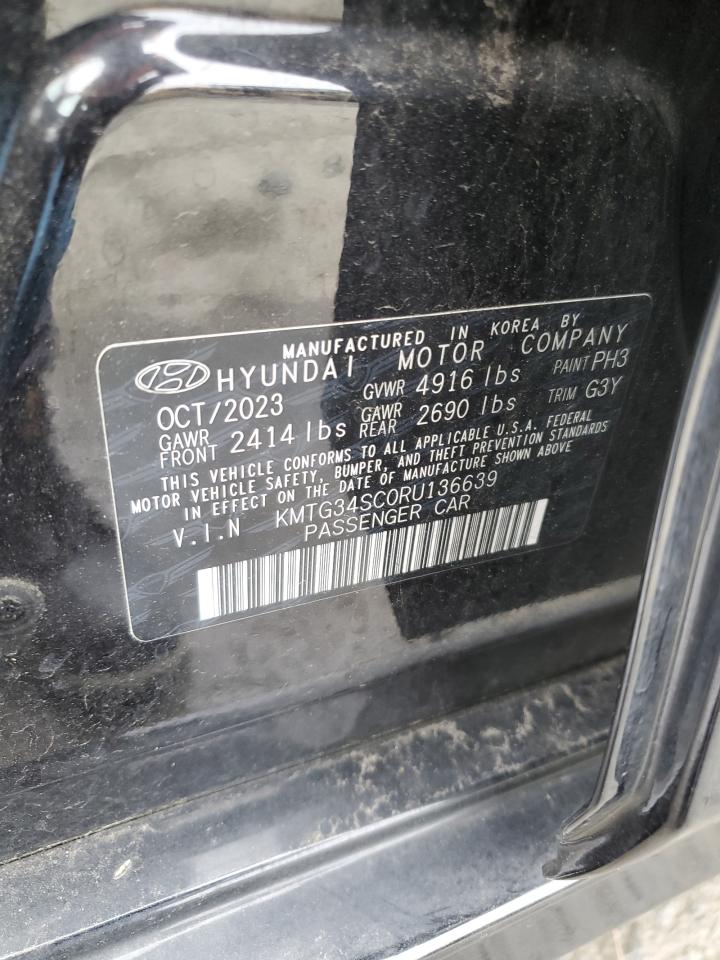 MANUFACTURED IN KOREA BY
HYUNDAI MOTOR COMPANY
OCT/2023 GVWR 4916 lbs PAINT PH3
GAWR FRONT 2414 lbs GAWR REAR 2690 lbs TRIM G3Y
THIS VEHICLE CONFORMS TO ALL APPLICABLE U.S.A. FEDERAL
MOTOR VEHICLE SAFETY, BUMPER, AND THEFT PREVENTION STANDARDS
IN EFFECT ON THE DATE OF MANUFACTURE SHOWN ABOVE
V.I.N KMTG34SC0RU136639
PASSENGER CAR